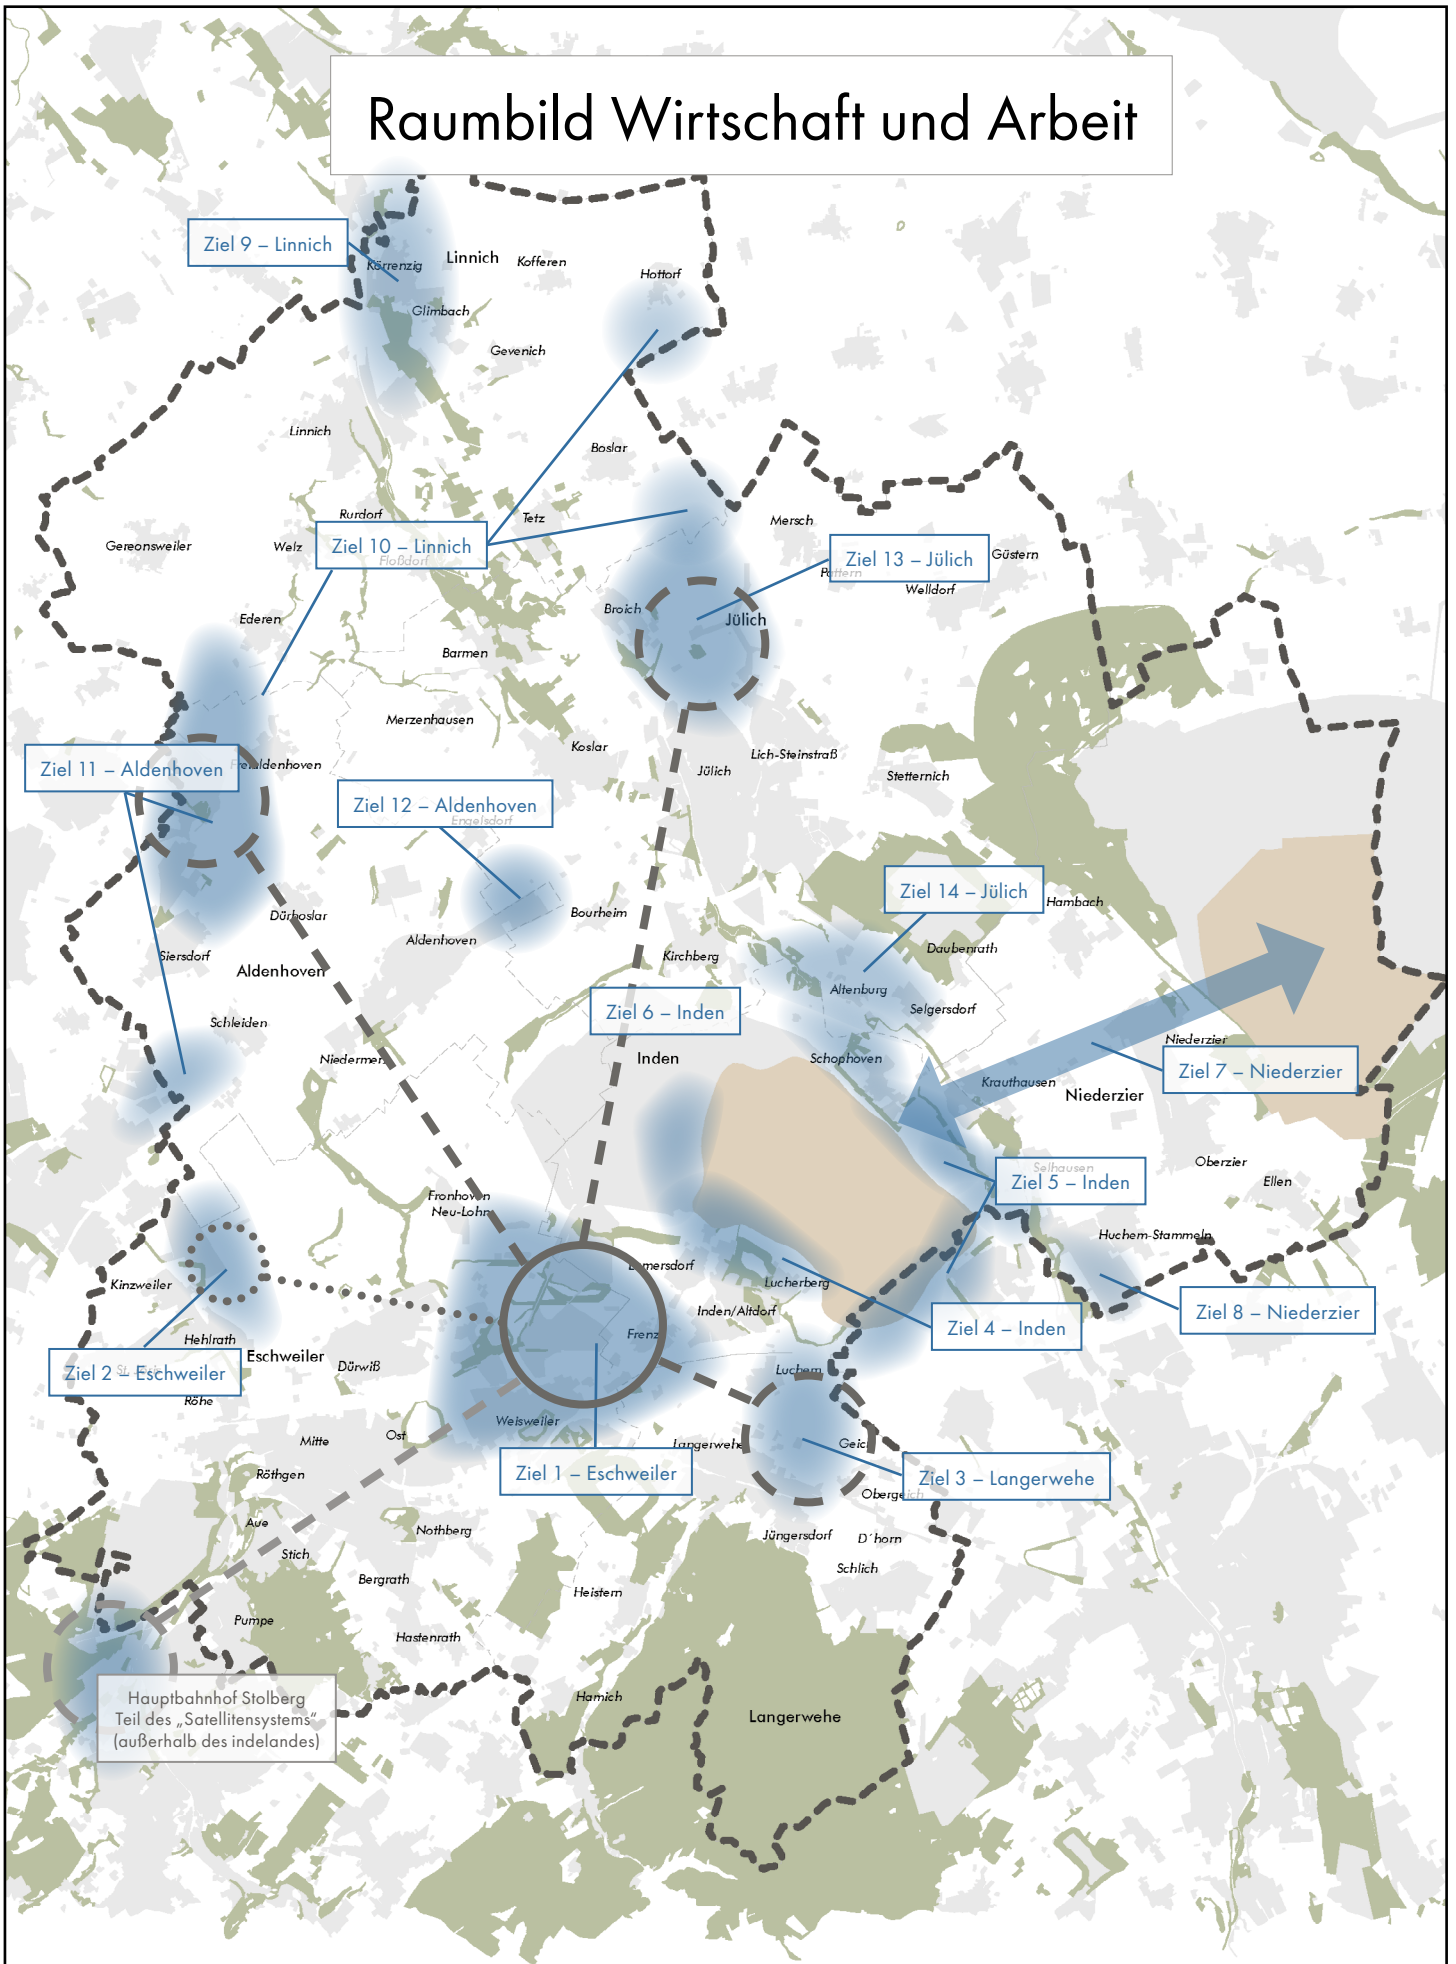 Raumbild Wirtschaft und Arbeit
Ziel 9 – Linnich
Körrenzig
Linnich
Kofferen
Hottorf
Glimbach
Gevenich
Linnich
Boslar
Rurdorf
Tetz
Mersch
Gereonsweiler
Welz
Ziel 10 – Linnich
Floßdorf
Ziel 13 – Jülich
Pattern
Güstern
Welldorf
Ederen
Broich
Jülich
Barmen
Merzenhausen
Koslar
Lich-Steinstraß
Jülich
Stetternich
Ziel 11 – Aldenhoven
Freialdenhoven
Ziel 12 – Aldenhoven
Engelsdorf
Ziel 14 – Jülich
Hambach
Dürboslar
Bourheim
Aldenhoven
Siersdorf
Aldenhoven
Kirchberg
Daubenrath
Altenburg
Selgersdorf
Ziel 6 – Inden
Schleiden
Niedermerz
Inden
Schophoven
Niederzier
Ziel 7 – Niederzier
Krauthausen
Niederzier
Selhausen
Ziel 5 – Inden
Oberzier
Ellen
Fronhoven
Neu-Lohn
Huchem-Stammeln
Lamersdorf
Kinzweiler
Lucherberg
Inden/Altdorf
Ziel 8 – Niederzier
Ziel 4 – Inden
Hehlrath
Frenz
Eschweiler
Dürwiß
Ziel 2 – Eschweiler
Luchem
Röhe
Weisweiler
Mitte
Ost
Langerwehe
Geich
Röthgen
Ziel 1 – Eschweiler
Ziel 3 – Langerwehe
Obergeich
Aue
Nothberg
Jüngersdorf
D´horn
Stich
Schlich
Bergrath
Heistern
Pumpe
Hastenrath
Hamich
Hauptbahnhof Stolberg
Teil des „Satellitensystems“
(außerhalb des indelandes)
Langerwehe